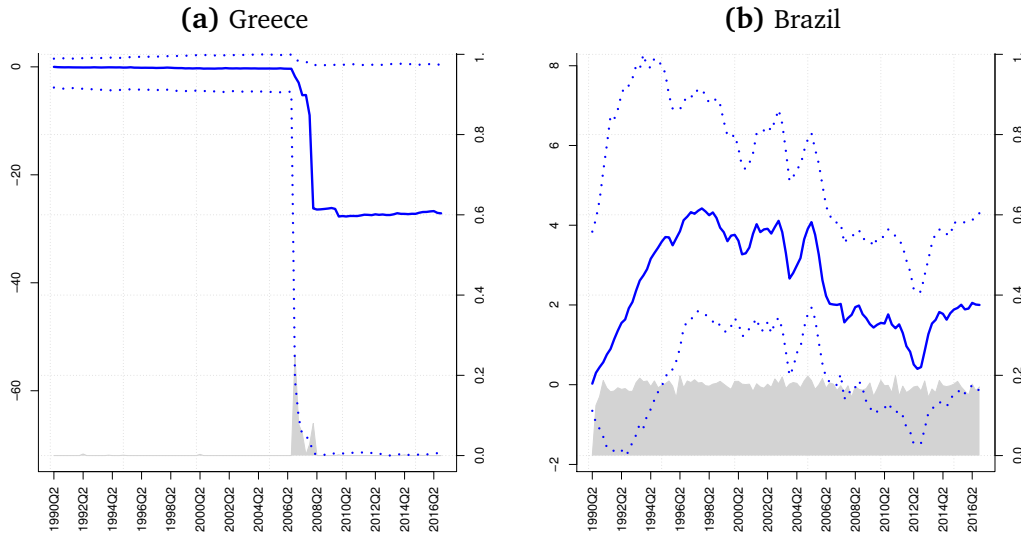 (a) Greece
0
-20
-40
-60
1.
0.8
0.6
0.4
0.2
0.0
1990Q2
1992Q2
1994Q2
1996Q2
1998Q2
2000Q2
2002Q2
2004Q2
2006Q2
2008Q2
2010Q2
2012Q2
2014Q2
2016Q2
(b) Brazil
8
6
4
2
0
-2
1.
0.8
0.6
0.4
0.2
0.0
1990Q2
1992Q2
1994Q2
1996Q2
1998Q2
2000Q2
2002Q2
2004Q2
2006Q2
2008Q2
2010Q2
2012Q2
2014Q2
2016Q2